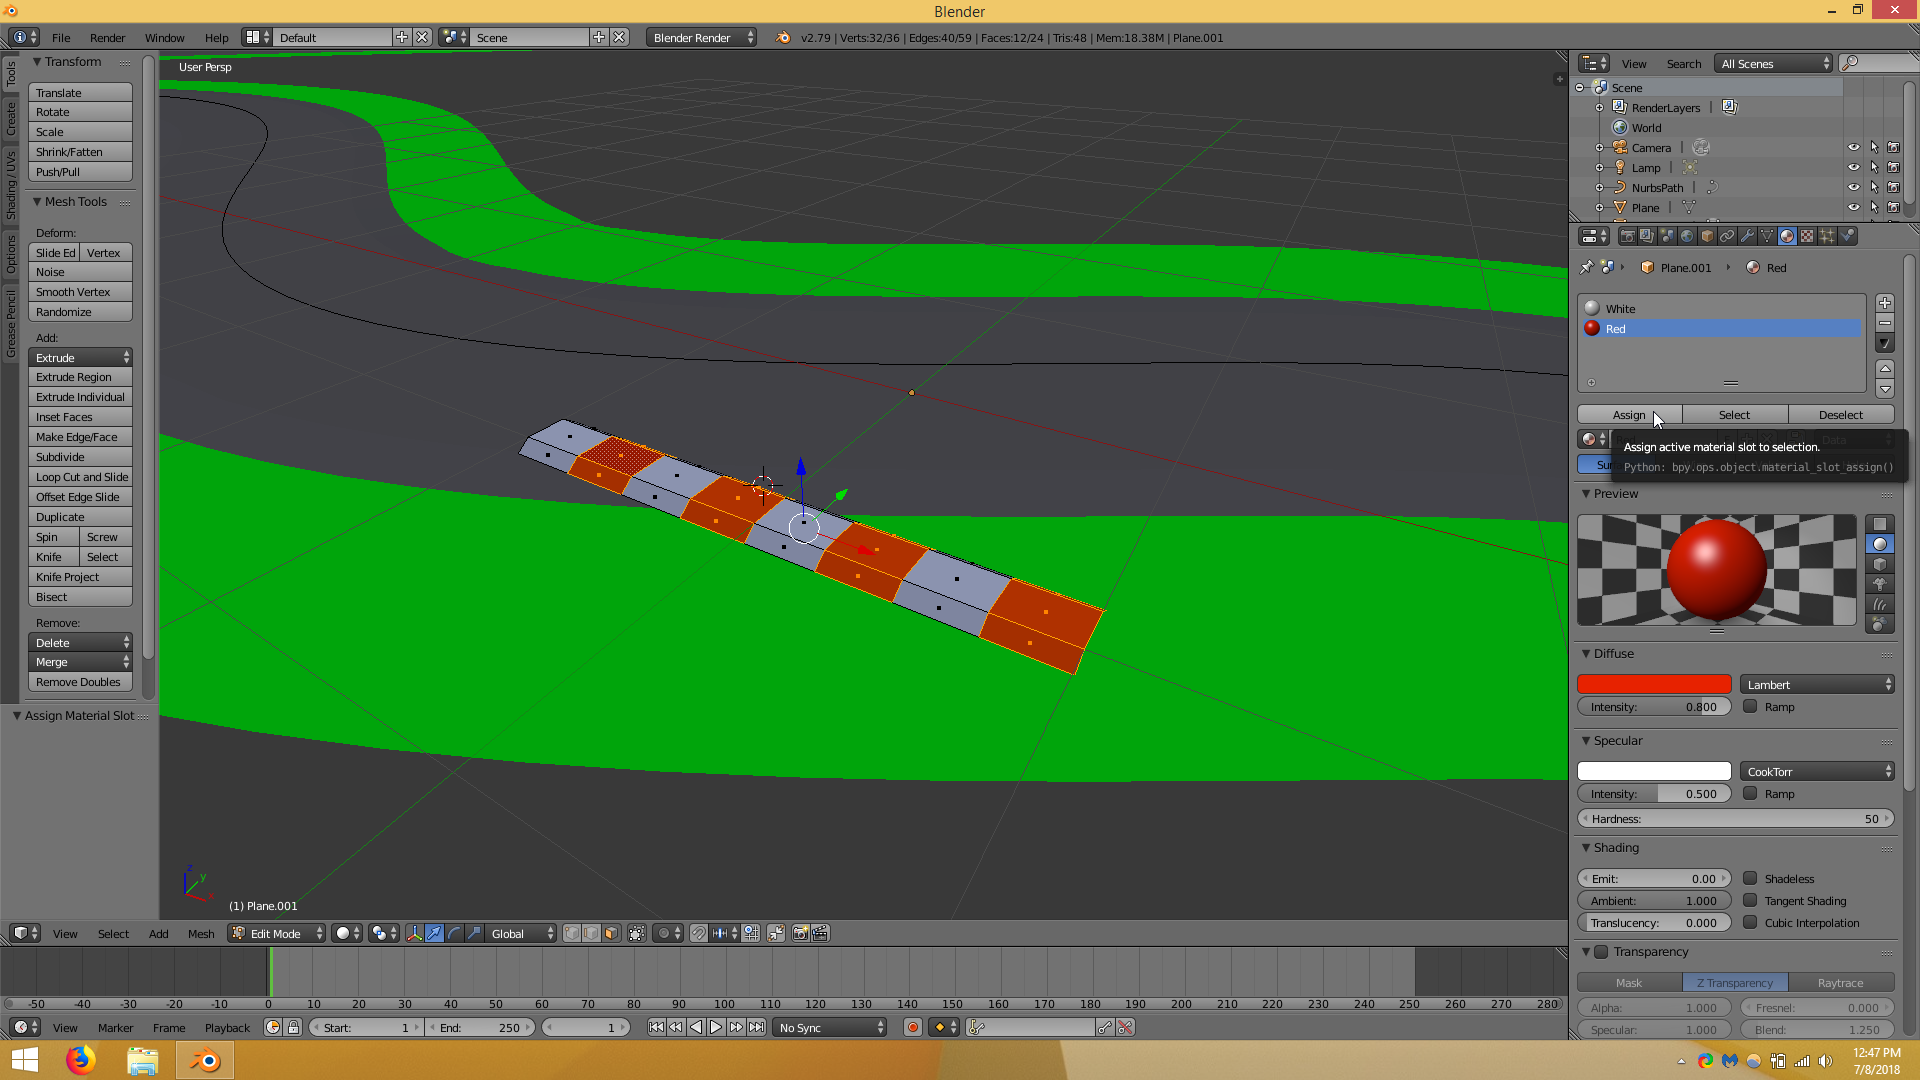 Blender
File Render Window Help Default Scene Blender Render v2.79 | Verts:32/36 | Edges:40/59 | Faces:12/24 | Tris:48 | Mem:18.38M | Plane.001
Tools
Create
Shading / UVs
Options
Grease Pencil
Transform
Translate
Rotate
Scale
Shrink/Fatten
Push/Pull
Mesh Tools
Deform:
Slide Ed Vertex
Noise
Smooth Vertex
Randomize
Add:
Extrude
Extrude Region
Extrude Individual
Inset Faces
Make Edge/Face
Subdivide
Loop Cut and Slide
Offset Edge Slide
Duplicate
Spin Screw
Knife Select
Knife Project
Bisect
Remove:
Delete
Merge
Remove Doubles
Assign Material Slot
User Persp
z
y
x
(1) Plane.001
View Select Add Mesh Edit Mode Global
-50 -40 -30 -20 -10 0 10 20 30 40 50 60 70 80 90 100 110 120 130 140 150 160 170 180 190 200 210 220 230 240 250 260 270 280
View Marker Frame Playback Start: 1 End: 250 1 No Sync
View Search All Scenes
Scene
RenderLayers |
World
Camera |
Lamp |
NurbsPath |
Plane |
Plane.001 Red
White
Red
Assign Select Deselect
Data
Assign active material slot to selection.
Python: bpy.ops.object.material_slot_assign()
Preview
Diffuse
Lambert
Intensity: 0.800 Ramp
Specular
CookTorr
Intensity: 0.500 Ramp
Hardness: 50
Shading
Emit: 0.00 Shadeless
Ambient: 1.000 Tangent Shading
Translucency: 0.000 Cubic Interpolation
Transparency
Mask Z Transparency Raytrace
Alpha: 1.000 Fresnel: 0.000
Specular: 1.000 Blend: 1.250
12:47 PM
7/8/2018